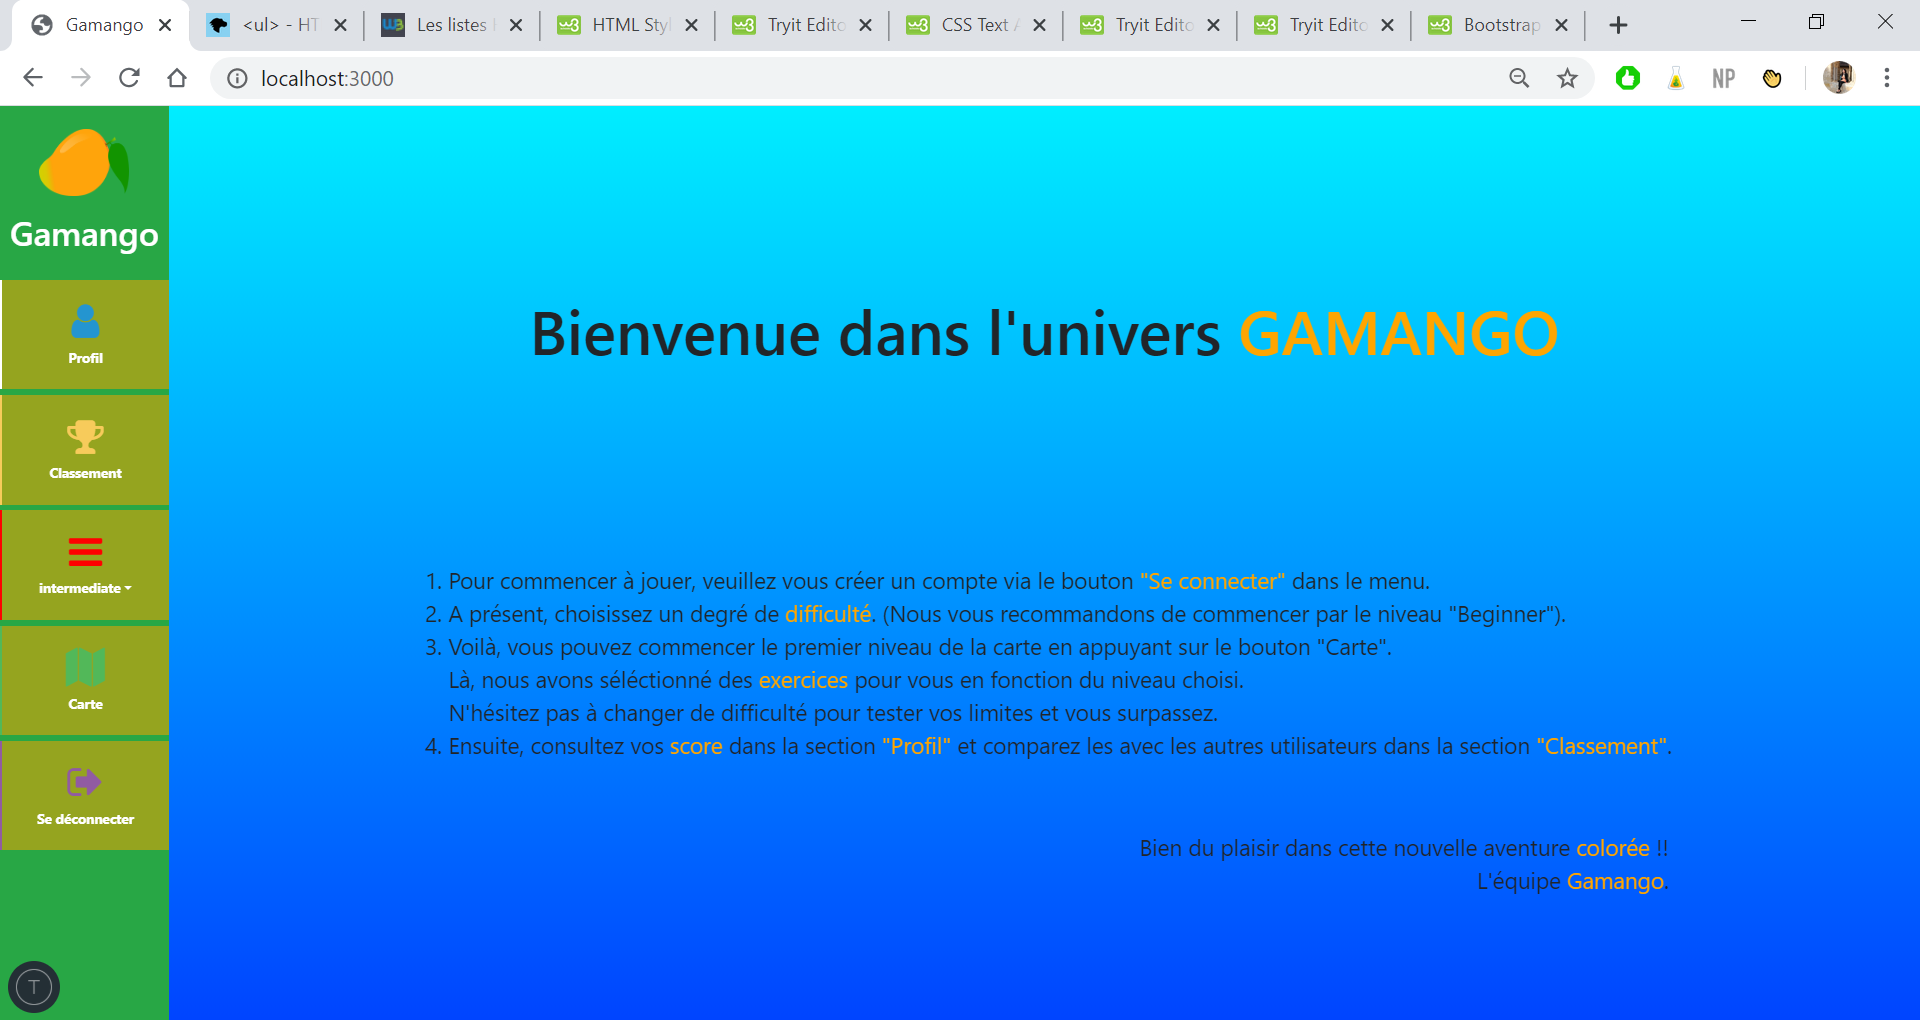 Gamango
<ul> - HT
Les listes
HTML Sty
Tryit Edito
CSS Text A
Tryit Edito
Tryit Edito
Bootstrap
localhost:3000
NP
Gamango
Profil
Classement
intermediate
Carte
Se déconnecter
T
Bienvenue dans l'univers GAMANGO
1. Pour commencer à jouer, veuillez vous créer un compte via le bouton "Se connecter" dans le menu.
2. A présent, choisissez un degré de difficulté. (Nous vous recommandons de commencer par le niveau "Beginner").
3. Voilà, vous pouvez commencer le premier niveau de la carte en appuyant sur le bouton "Carte".
Là, nous avons séléctionné des exercices pour vous en fonction du niveau choisi.
N'hésitez pas à changer de difficulté pour tester vos limites et vous surpassez.
4. Ensuite, consultez vos score dans la section "Profil" et comparez les avec les autres utilisateurs dans la section "Classement".
Bien du plaisir dans cette nouvelle aventure colorée !!
L'équipe Gamango.